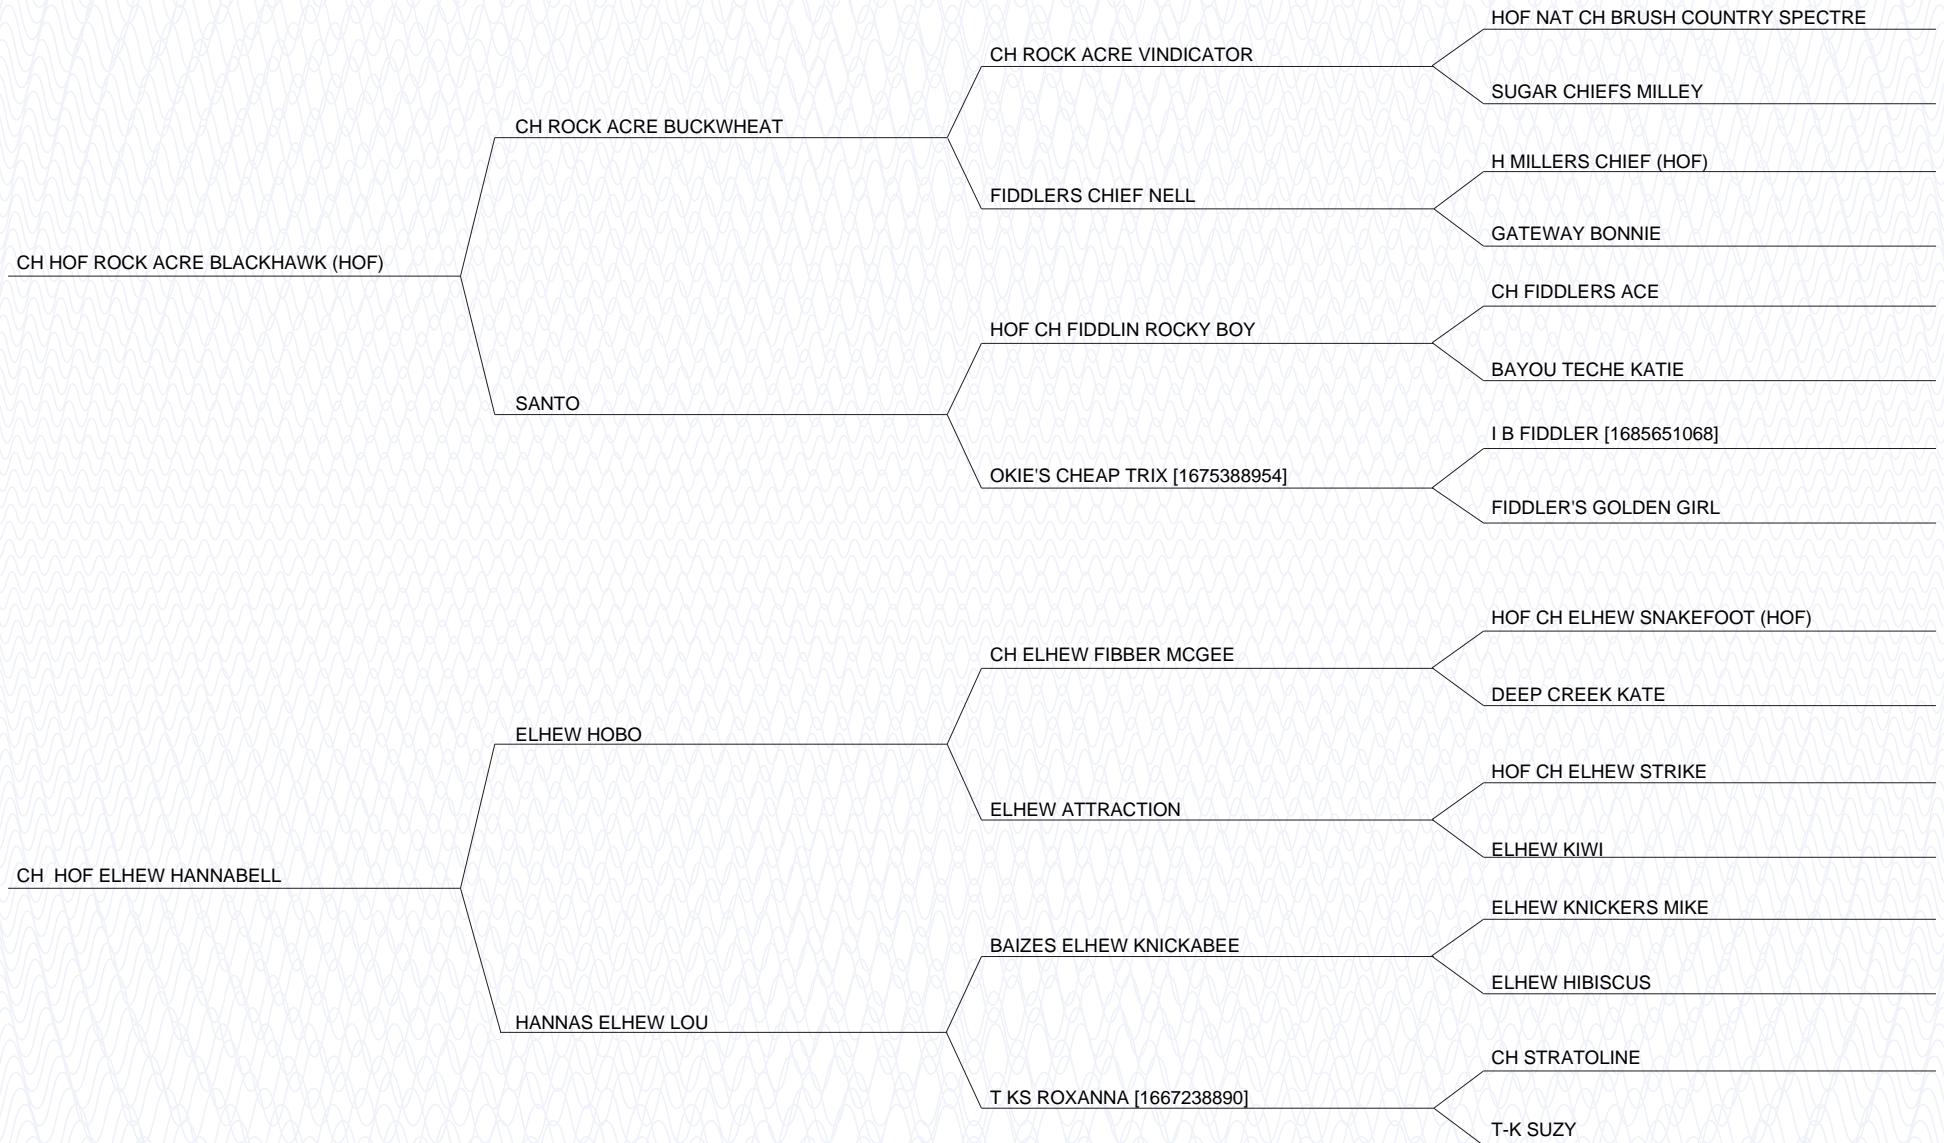 HOF NAT CH BRUSH COUNTRY SPECTRE
CH ROCK ACRE VINDICATOR
SUGAR CHIEFS MILLEY
CH ROCK ACRE BUCKWHEAT
H MILLERS CHIEF (HOF)
FIDDLERS CHIEF NELL
GATEWAY BONNIE
CH HOF ROCK ACRE BLACKHAWK (HOF)
CH FIDDLERS ACE
HOF CH FIDDLIN ROCKY BOY
BAYOU TECHE KATIE
SANTO
I B FIDDLER [1685651068]
OKIE'S CHEAP TRIX [1675388954]
FIDDLER'S GOLDEN GIRL
HOF CH ELHEW SNAKEFOOT (HOF)
CH ELHEW FIBBER MCGEE
DEEP CREEK KATE
ELHEW HOBO
HOF CH ELHEW STRIKE
ELHEW ATTRACTION
ELHEW KIWI
CH  HOF ELHEW HANNABELL
ELHEW KNICKERS MIKE
BAIZES ELHEW KNICKABEE
ELHEW HIBISCUS
HANNAS ELHEW LOU
CH STRATOLINE
T KS ROXANNA [1667238890]
T-K SUZY